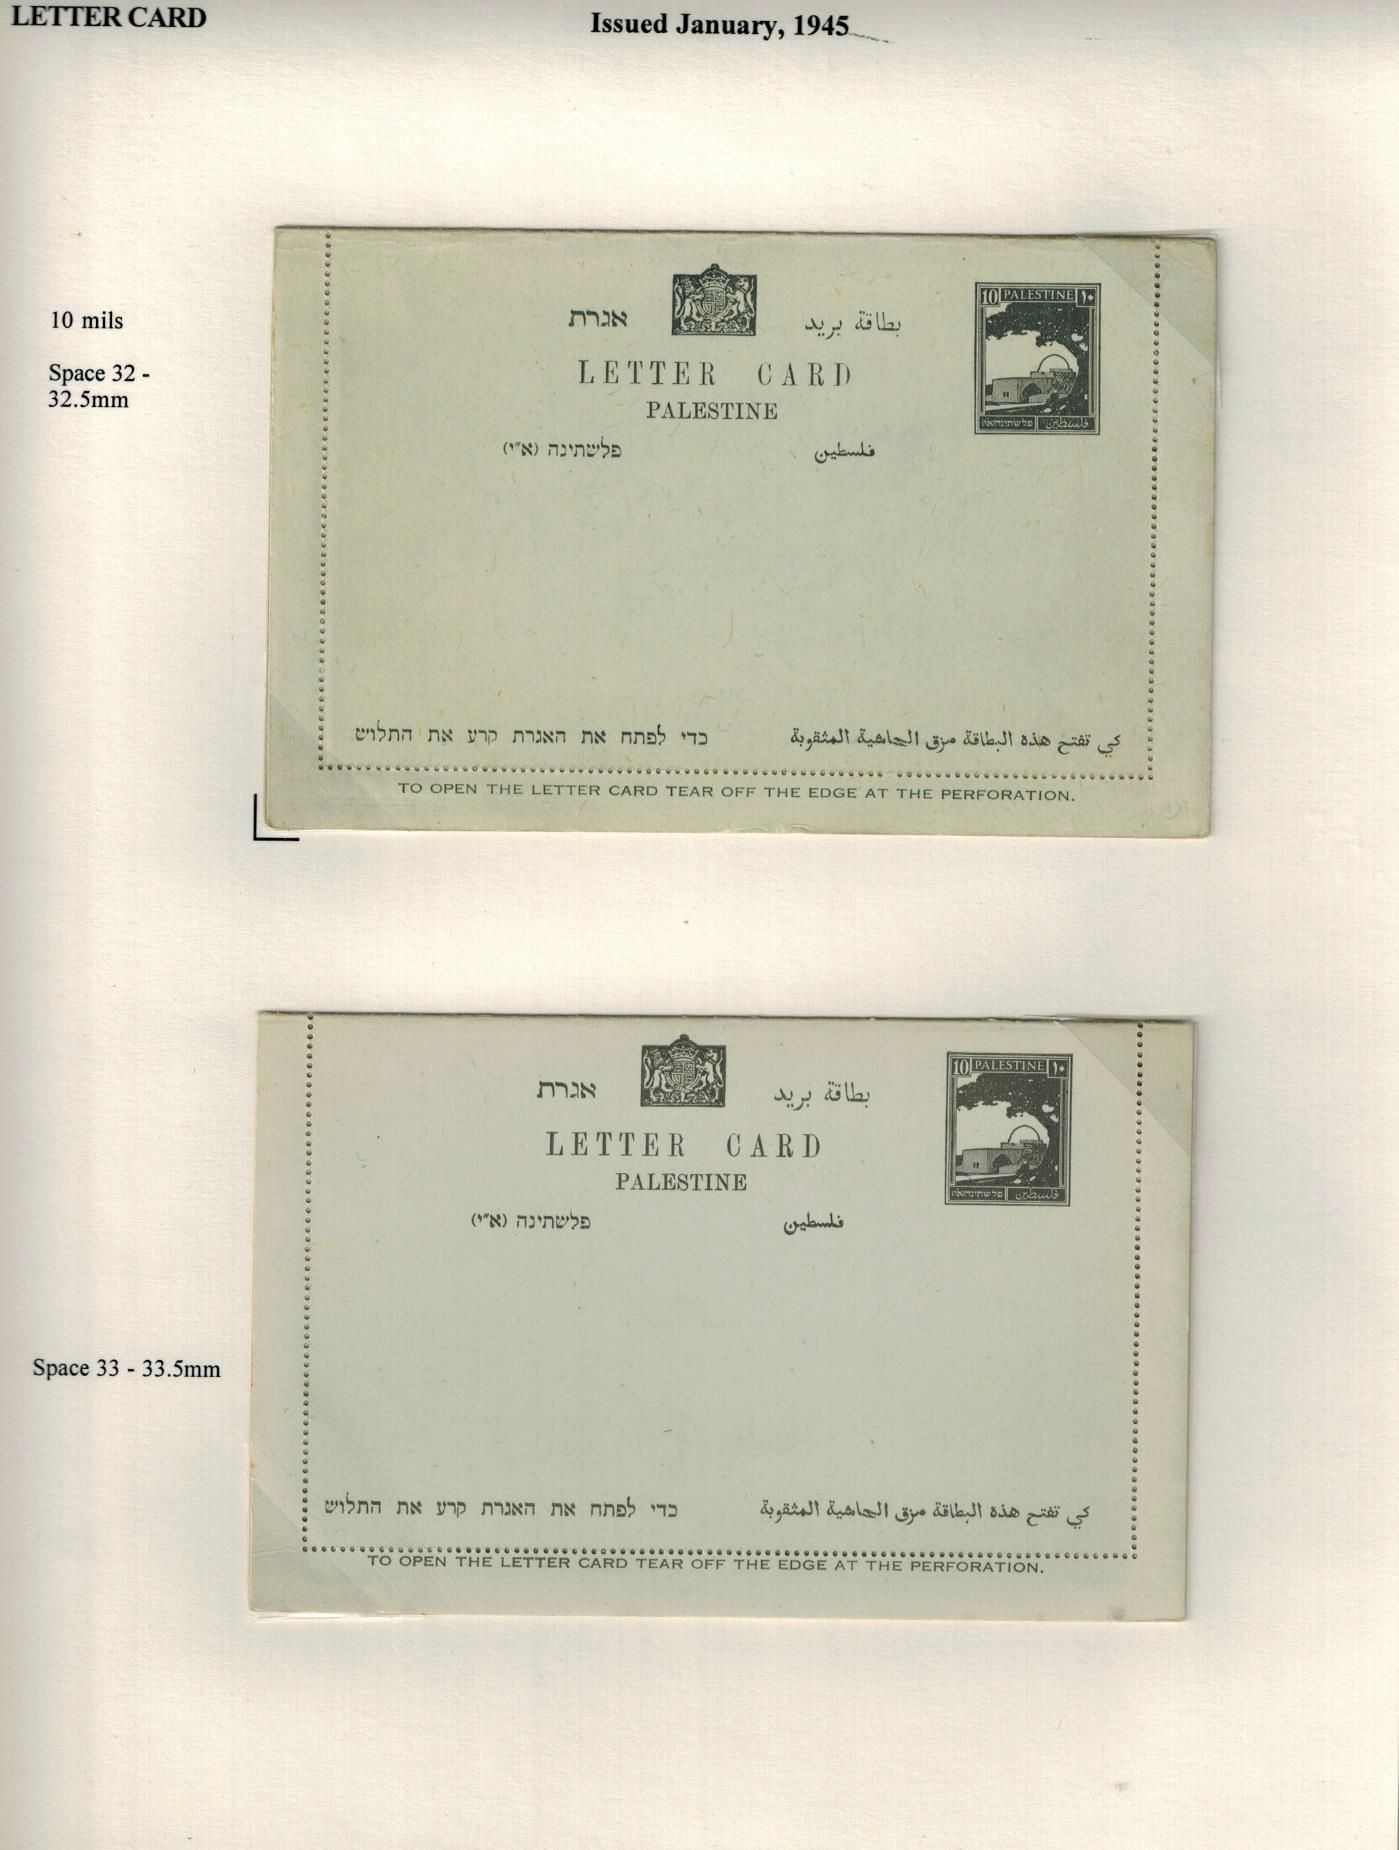 LETTER CARD
Issued January, 1945
10 mils
Space 32 -
32.5mm
אגרת
بطاقة بريد
10 PALESTINE ١٠
LETTER CARD
PALESTINE
פלשתינה (א״י)
فلسطين
פלשתינה (א״י) فلسطين
כדי לפתח את האגרת קרע את התלוש
كي تفتح هذه البطاقة مزق الحاشية المثقوبة
TO OPEN THE LETTER CARD TEAR OFF THE EDGE AT THE PERFORATION.
אגרת
بطاقة بريد
10 PALESTINE ١٠
LETTER CARD
PALESTINE
פלשתינה (א״י)
فلسطين
פלשתינה (א״י) فلسطين
Space 33 - 33.5mm
כדי לפתח את האגרת קרע את התלוש
كي تفتح هذه البطاقة مزق الحاشية المثقوبة
TO OPEN THE LETTER CARD TEAR OFF THE EDGE AT THE PERFORATION.